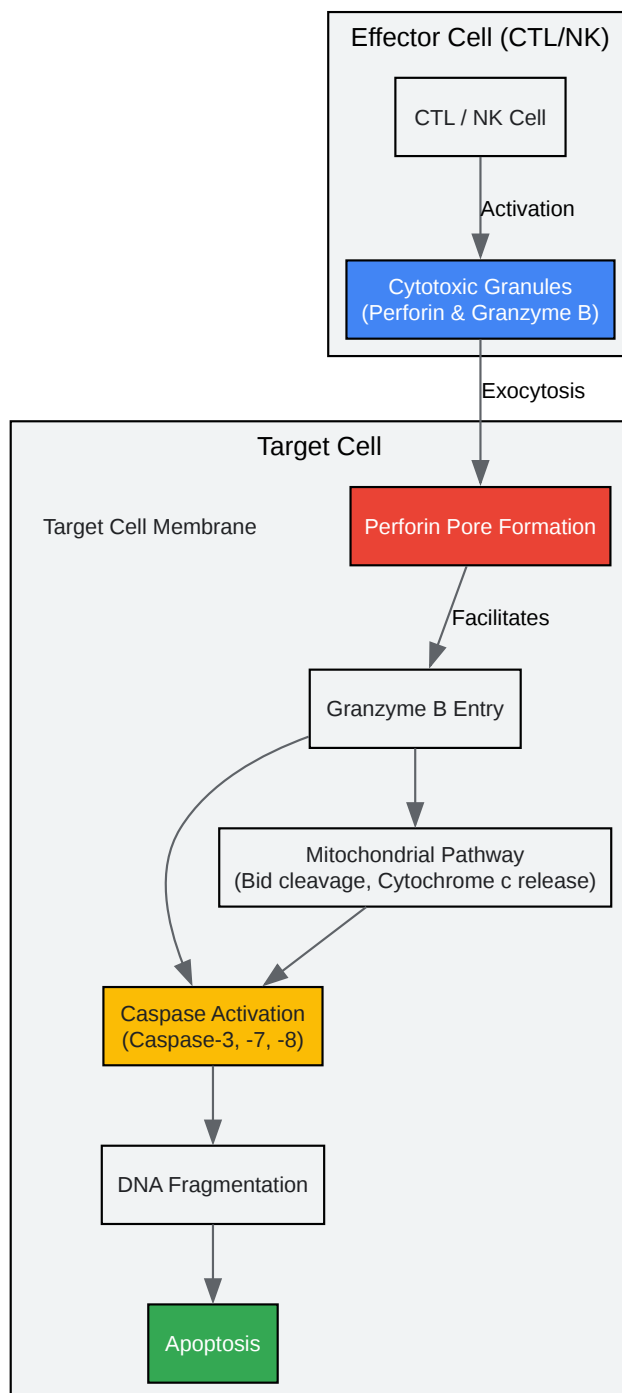 Effector Cell (CTL/NK)
CTL / NK Cell
Activation
Cytotoxic Granules
(Perforin & Granzyme B)
Exocytosis
Target Cell
Target Cell Membrane
Perforin Pore Formation
Facilitates
Granzyme B Entry
Mitochondrial Pathway
(Bid cleavage, Cytochrome c release)
Caspase Activation
(Caspase-3, -7, -8)
DNA Fragmentation
Apoptosis